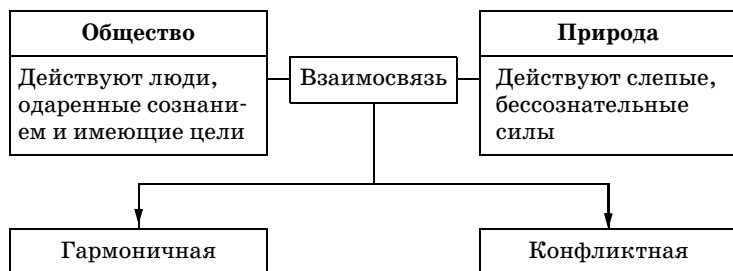 Общество
Действуют люди,
одаренные сознани-
ем и имеющие цели
Взаимосвязь
Природа
Действуют слепые,
бессознательные
силы
Гармоничная
Конфликтная